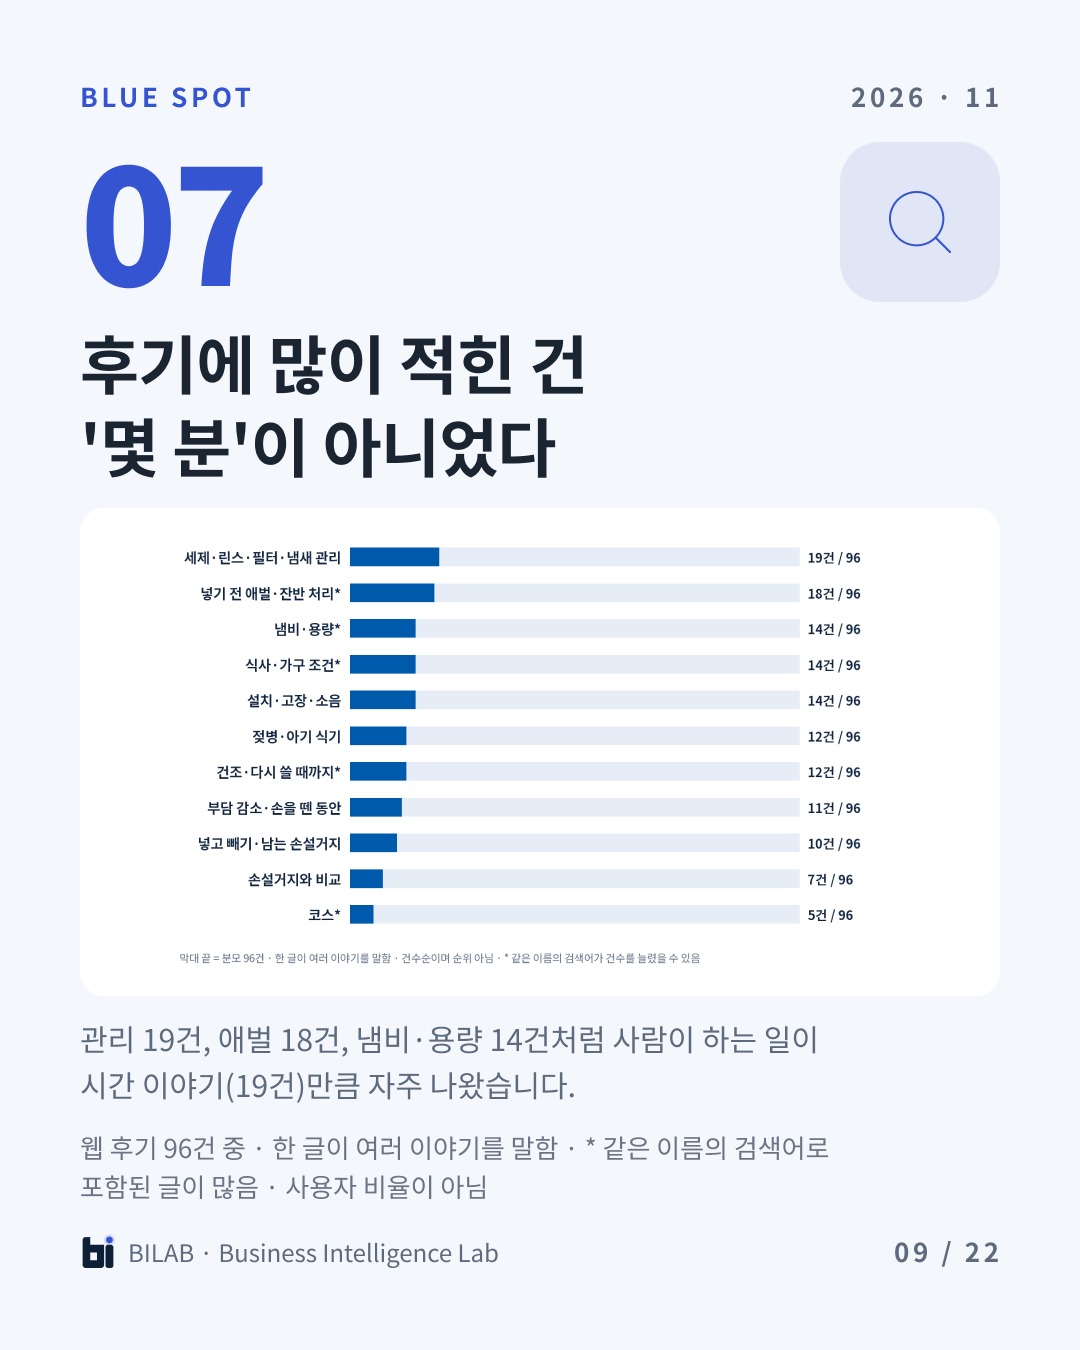 BLUE SPOT
2026 · 11
07
후기에 많이 적힌 건
'몇 분'이 아니었다
세제·린스·필터·냄새 관리 19건 / 96
넣기 전 애벌·잔반 처리* 18건 / 96
냄비·용량* 14건 / 96
식사·가구 조건* 14건 / 96
설치·고장·소음 14건 / 96
젖병·아기 식기 12건 / 96
건조·다시 쓸 때까지* 12건 / 96
부담 감소·손을 뗀 동안 11건 / 96
넣고 빼기·남는 손설거지 10건 / 96
손설거지와 비교 7건 / 96
코스* 5건 / 96
막대 끝 = 분모 96건 · 한 글이 여러 이야기를 말함 · 건수순이며 순위 아님 · * 같은 이름의 검색어가 건수를 늘렸을 수 있음
관리 19건, 애벌 18건, 냄비·용량 14건처럼 사람이 하는 일이
시간 이야기(19건)만큼 자주 나왔습니다.
웹 후기 96건 중 · 한 글이 여러 이야기를 말함 · * 같은 이름의 검색어로
포함된 글이 많음 · 사용자 비율이 아님
bi BILAB · Business Intelligence Lab
09 / 22